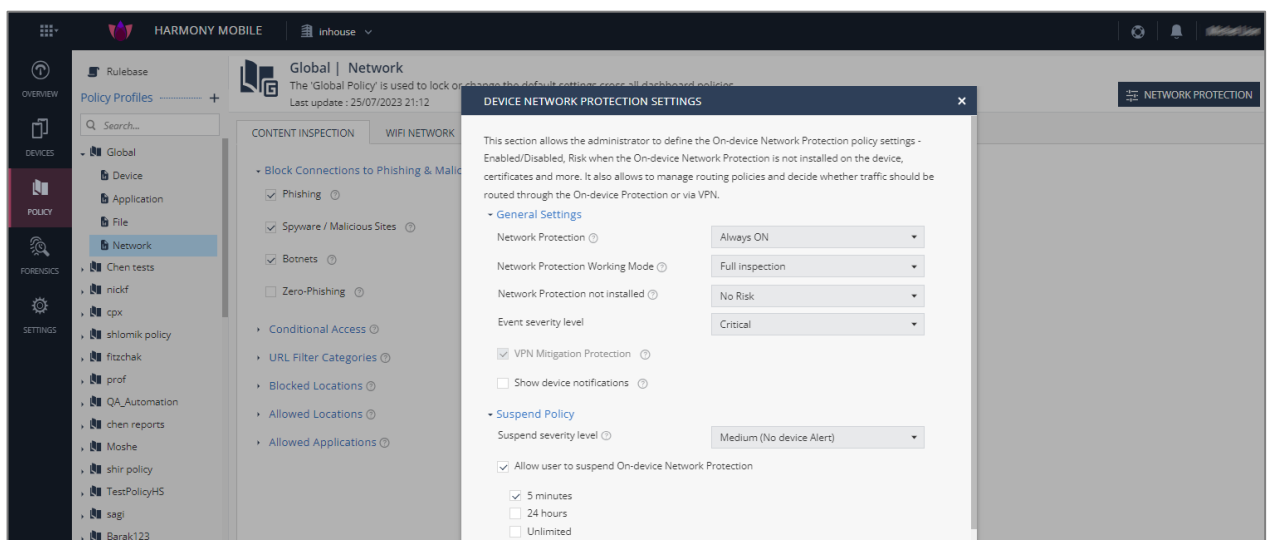 HARMONY MOBILE
inhouse
OVERVIEW
DEVICES
POLICY
FORENSICS
SETTINGS
Rulebase
Policy Profiles
+
Search...
Global
Device
Application
File
Network
Chen tests
nickf
cpx
shlomik policy
fitzchak
prof
QA_Automation
chen reports
Moshe
shir policy
TestPolicyHS
sagi
Barak123
Global | Network
The 'Global Policy' is used to lock or change the default settings cross all dashboard policies
Last update : 25/07/2023 21:12
NETWORK PROTECTION
CONTENT INSPECTION
WIFI NETWORK
Block Connections to Phishing & Malic
Phishing
Spyware / Malicious Sites
Botnets
Zero-Phishing
Conditional Access
URL Filter Categories
Blocked Locations
Allowed Locations
Allowed Applications
DEVICE NETWORK PROTECTION SETTINGS
This section allows the administrator to define the On-device Network Protection policy settings -
Enabled/Disabled, Risk when the On-device Network Protection is not installed on the device,
certificates and more. It also allows to manage routing policies and decide whether traffic should be
routed through the On-device Protection or via VPN.
General Settings
Network Protection Always ON
Network Protection Working Mode Full inspection
Network Protection not installed No Risk
Event severity level Critical
VPN Mitigation Protection
Show device notifications
Suspend Policy
Suspend severity level Medium (No device Alert)
Allow user to suspend On-device Network Protection
5 minutes
24 hours
Unlimited